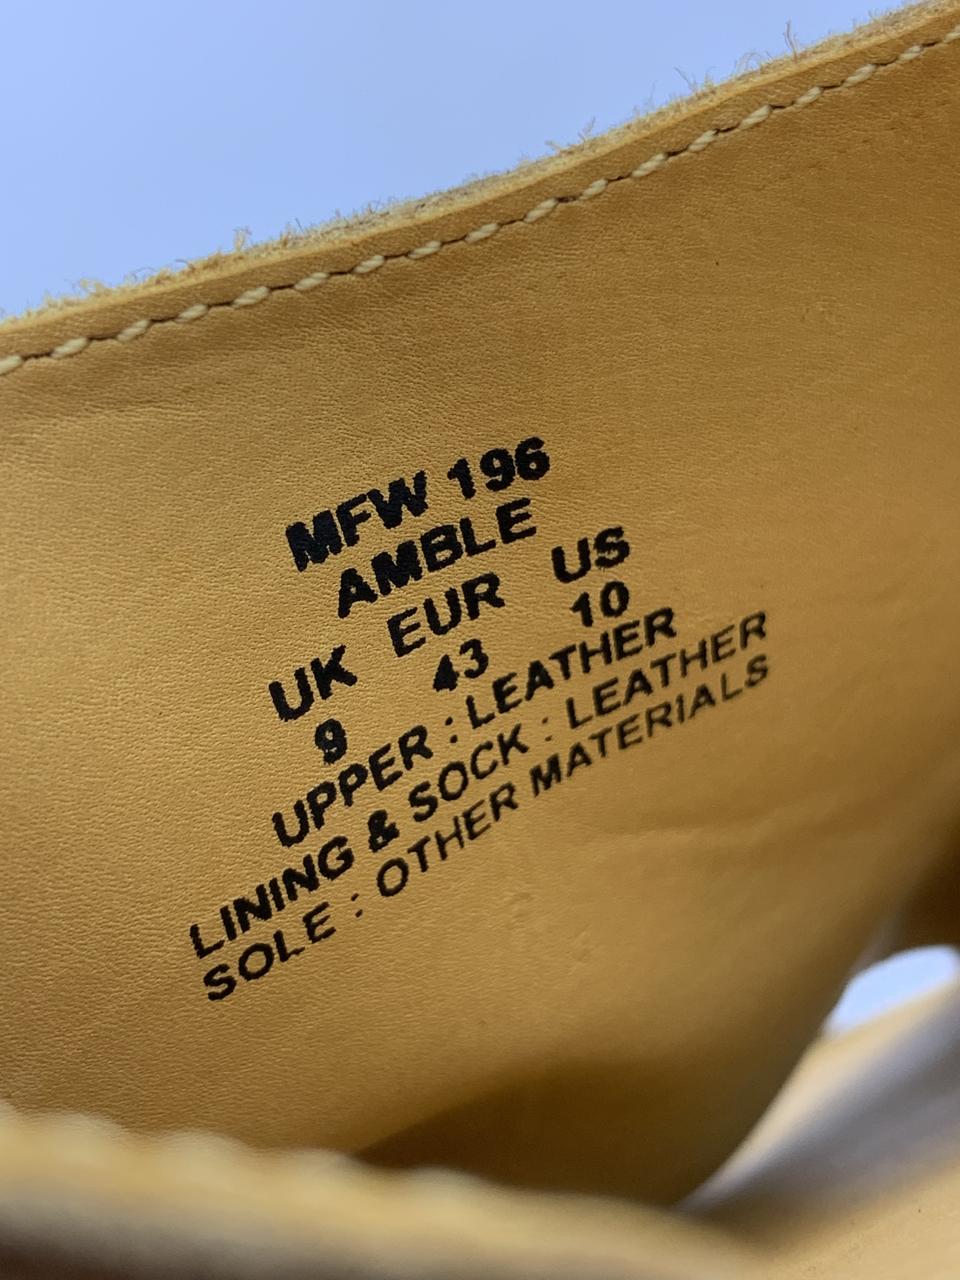 MFW 196
AMBLE
UK EUR US
9 43 10
UPPER : LEATHER
LINING & SOCK : LEATHER
SOLE : OTHER MATERIALS